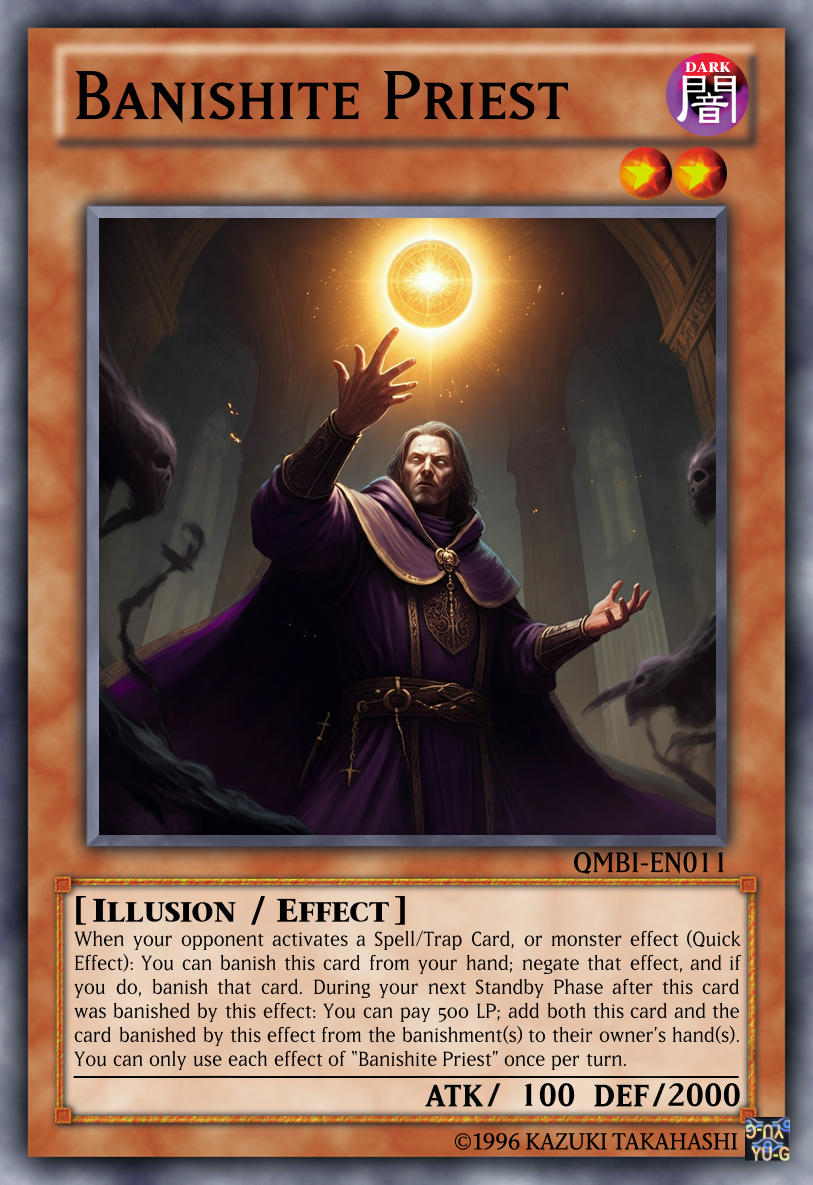 Banishite Priest
DARK
闇
QMBI-EN011
[ Illusion / Effect ]
When your opponent activates a Spell/Trap Card, or monster effect (Quick
Effect): You can banish this card from your hand; negate that effect, and if
you do, banish that card. During your next Standby Phase after this card
was banished by this effect: You can pay 500 LP; add both this card and the
card banished by this effect from the banishment(s) to their owner's hand(s).
You can only use each effect of "Banishite Priest" once per turn.
ATK/ 100 DEF/2000
©1996 KAZUKI TAKAHASHI
YU-G
YU-G